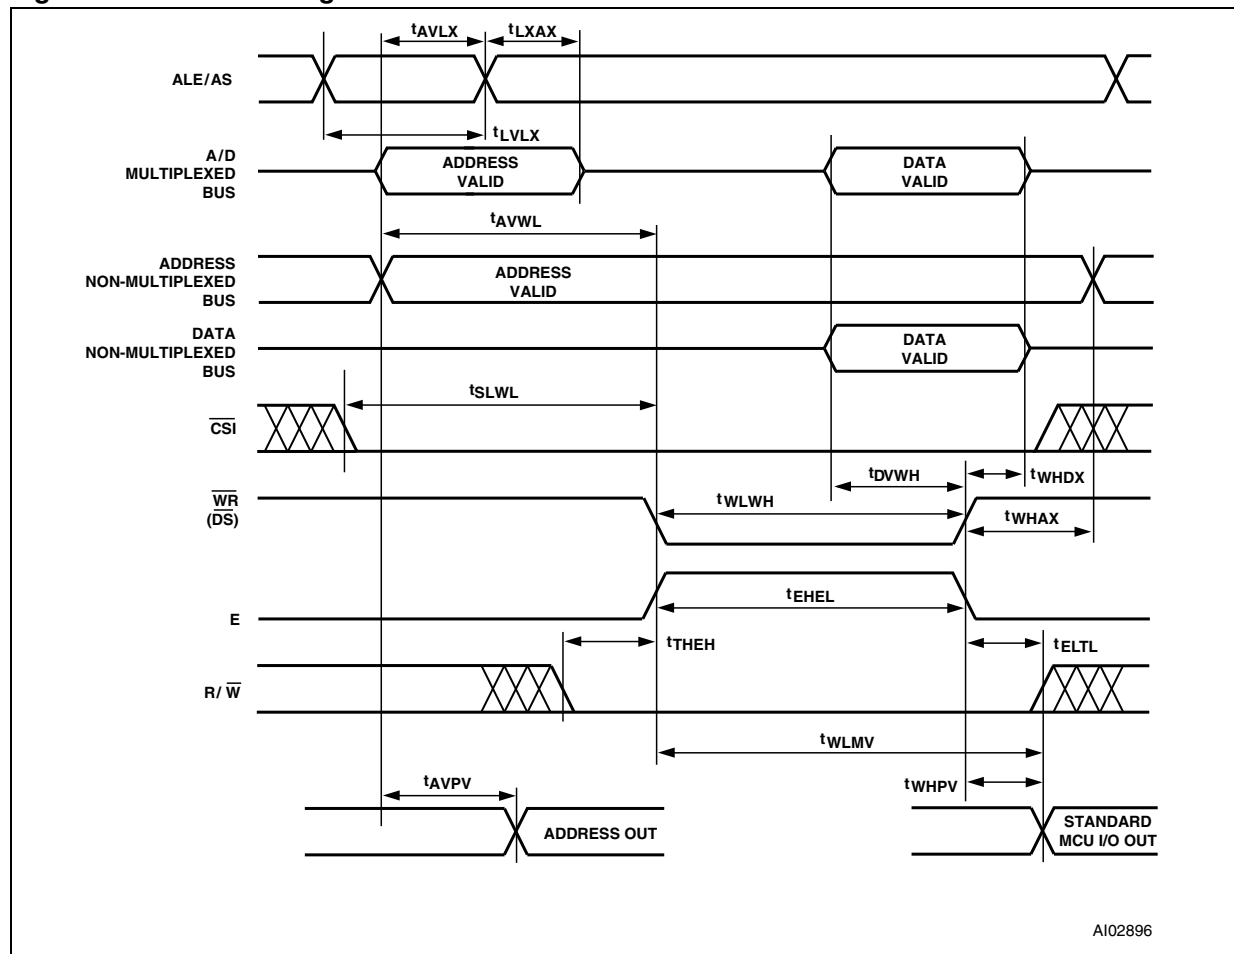 tAVLX
tLXAX
ALE/AS
tLVLX
A/D
MULTIPLEXED
BUS
ADDRESS
VALID
DATA
VALID
tAVWL
ADDRESS
NON-MULTIPLEXED
BUS
ADDRESS
VALID
DATA
NON-MULTIPLEXED
BUS
DATA
VALID
tSLWL
CSI
tDVWH
tWHDX
WR
(DS)
tWLWH
tWHAX
tEHEL
E
tTHEH
tELTL
R/ W
tWLMV
tAVPV
tWHPV
ADDRESS OUT
STANDARD
MCU I/O OUT
AI02896